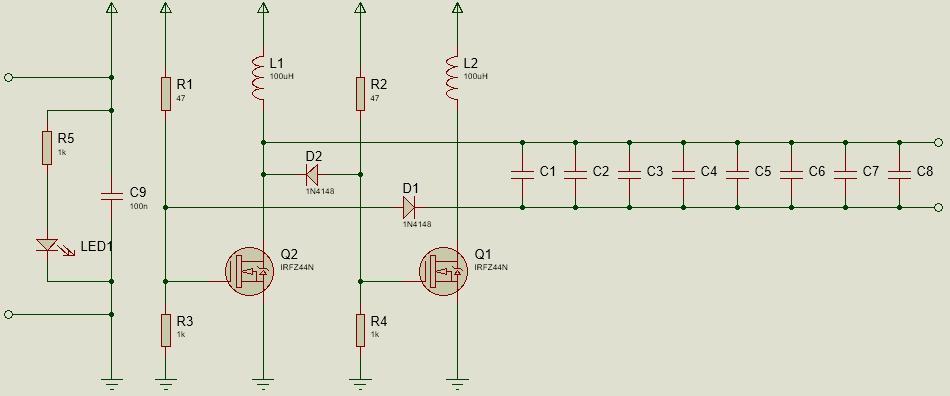 R1
47
L1
100uH
R2
47
L2
100uH
R5
1k
D2
1N4148
C1
C2
C3
C4
C5
C6
C7
C8
C9
100n
D1
1N4148
LED1
Q2
IRFZ44N
Q1
IRFZ44N
R3
1k
R4
1k